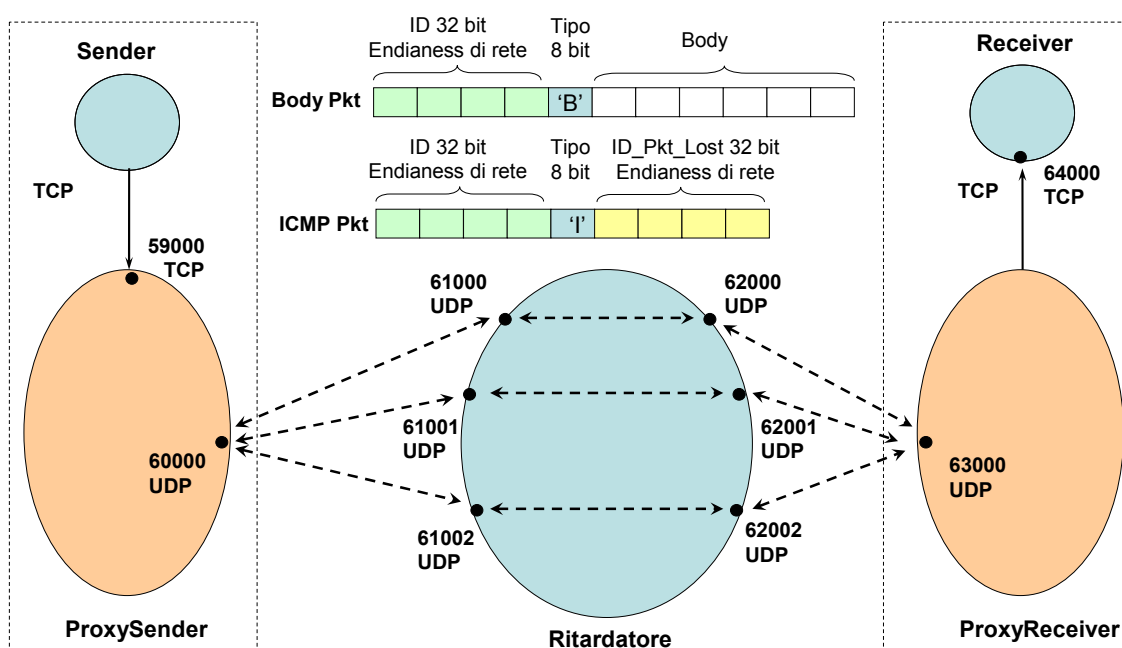 Sender
ID 32 bit
Endianess di rete
Tipo
8 bit
Body
Receiver
Body Pkt
'B'
ID 32 bit
Endianess di rete
Tipo
8 bit
ID_Pkt_Lost 32 bit
Endianess di rete
ICMP Pkt
'I'
TCP
59000
TCP
TCP
64000
TCP
61000
UDP
62000
UDP
61001
UDP
62001
UDP
60000
UDP
63000
UDP
61002
UDP
62002
UDP
ProxySender
Ritardatore
ProxyReceiver